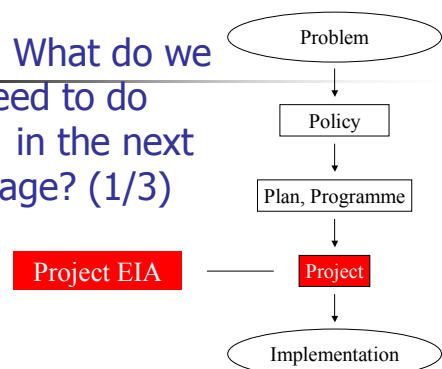 What do we
eed to do
in the next
age? (1/3)
Problem
Policy
Plan, Programme
Project EIA
Project
Implementation